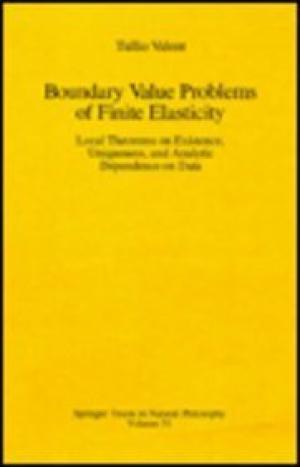 Tullio Valent
Boundary Value Problems
of Finite Elasticity
Local Theorems on Existence,
Uniqueness, and Analytic
Dependence on Data
Springer Tracts in Natural Philosophy
Volume 31